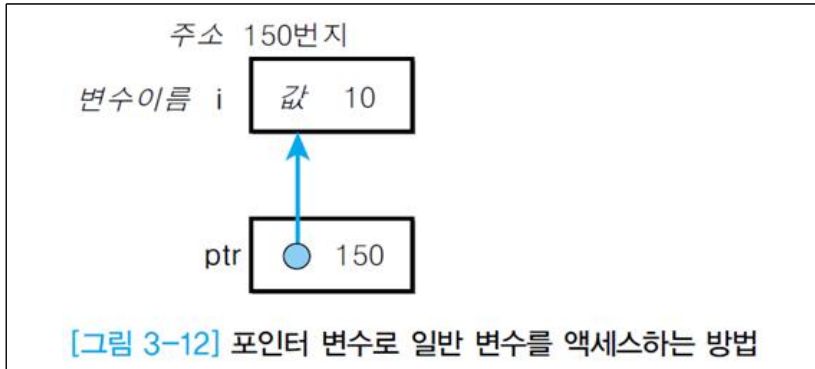 주소 150번지
변수이름 i 값 10
ptr 150
[그림 3-12] 포인터 변수로 일반 변수를 액세스하는 방법